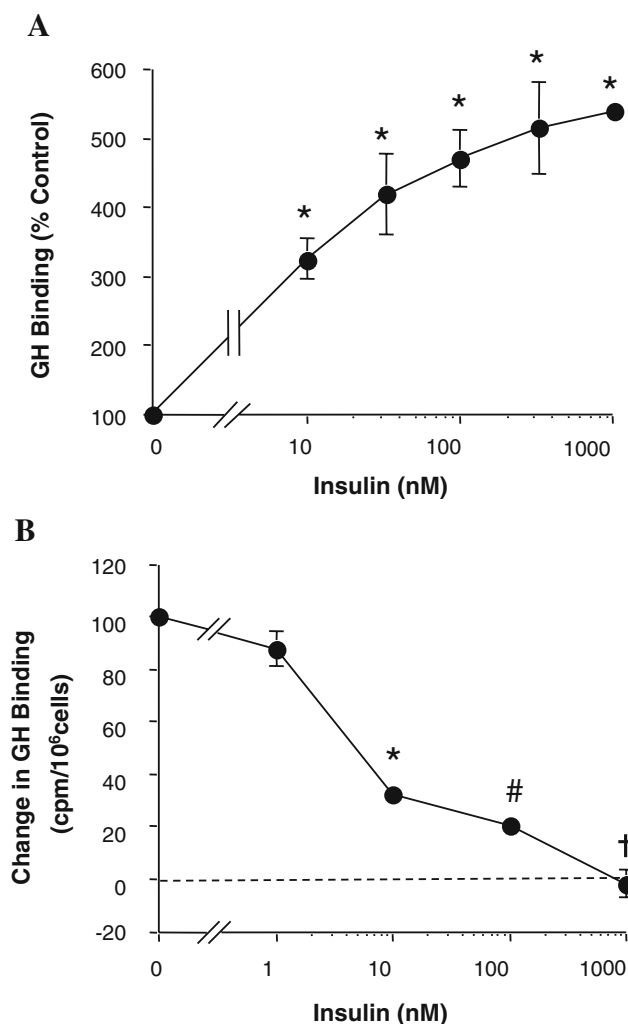 A
GH Binding (% Control)
600
500
400
300
200
100
* * * * *
0 10 100 1000
Insulin (nM)
B
Change in GH Binding
(cpm/10⁶cells)
120
100
80
60
40
20
0
-20
* # †
0 1 10 100 1000
Insulin (nM)